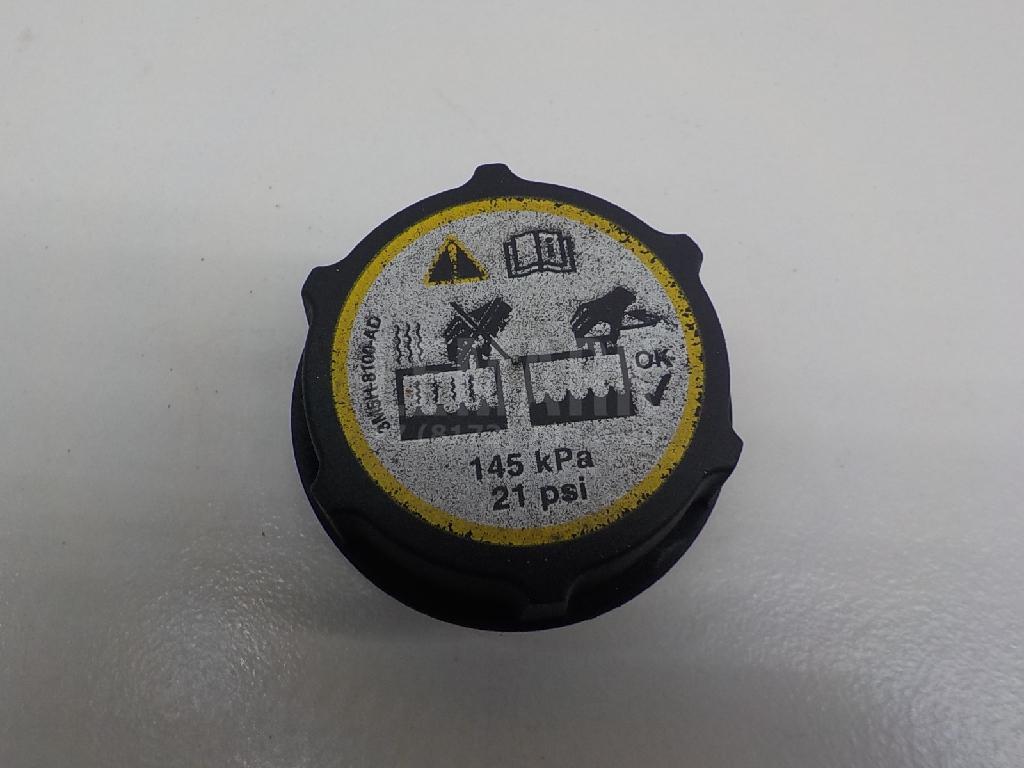 3M5H-8100-AD
OK
145 kPa
21 psi